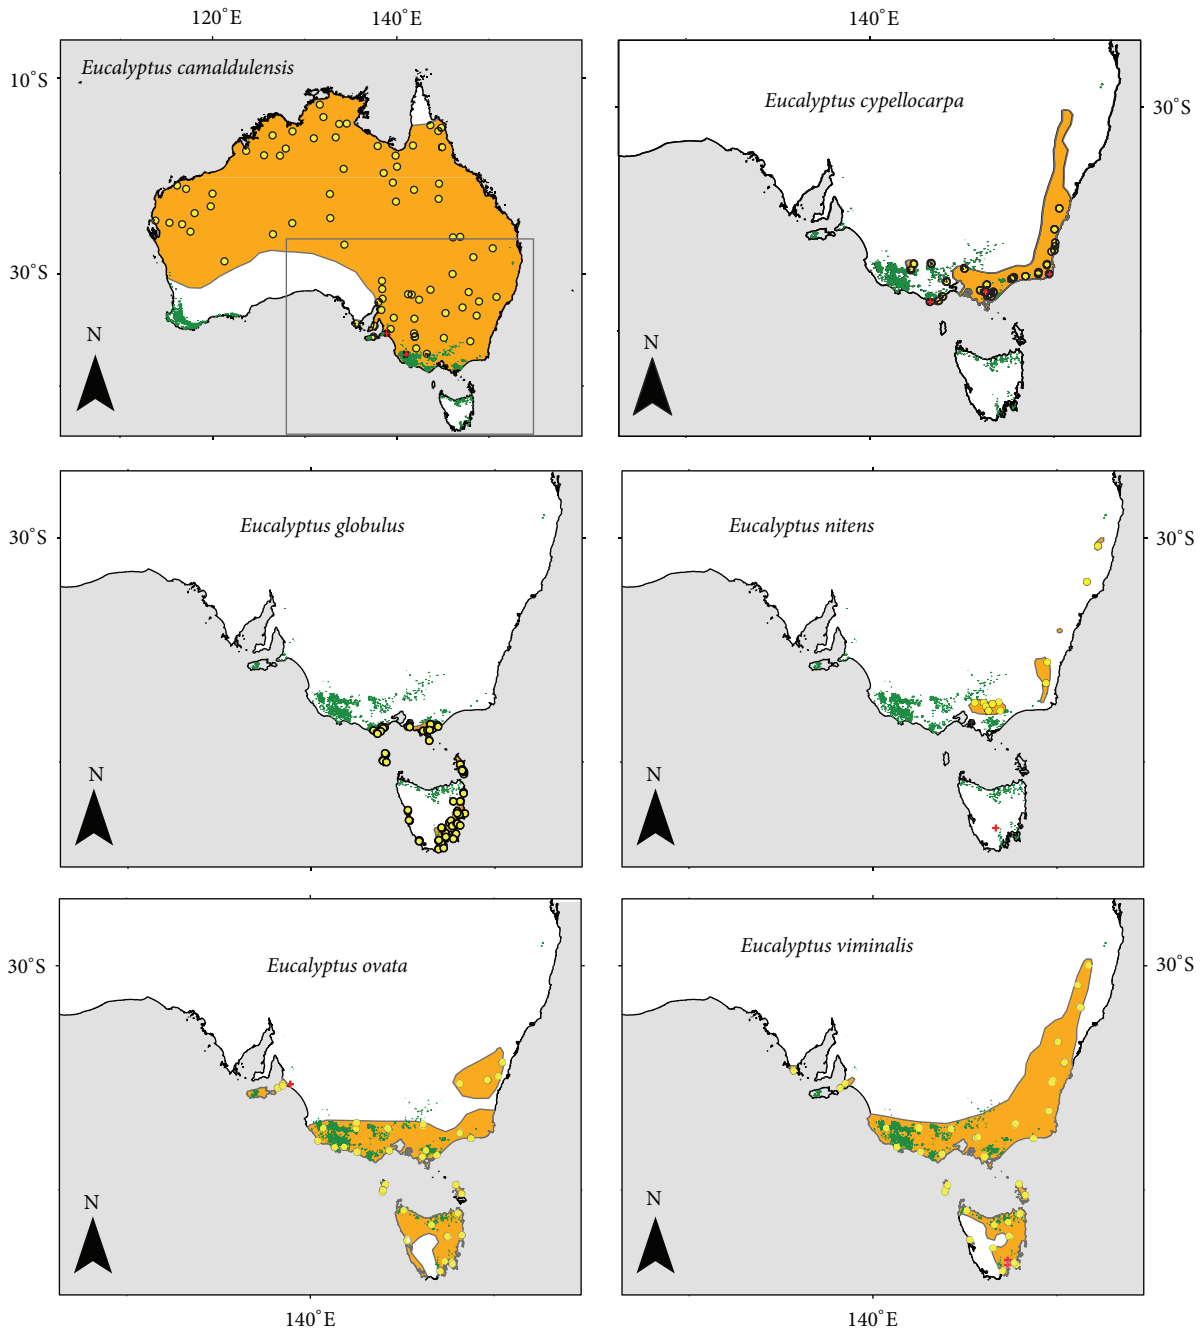 120°E 140°E 140°E
10°S
Eucalyptus camaldulensis
Eucalyptus cypellocarpa
30°S
30°S
N
N
Eucalyptus globulus
Eucalyptus nitens
30°S
30°S
N
N
Eucalyptus ovata
Eucalyptus viminalis
30°S
30°S
N
N
140°E
140°E